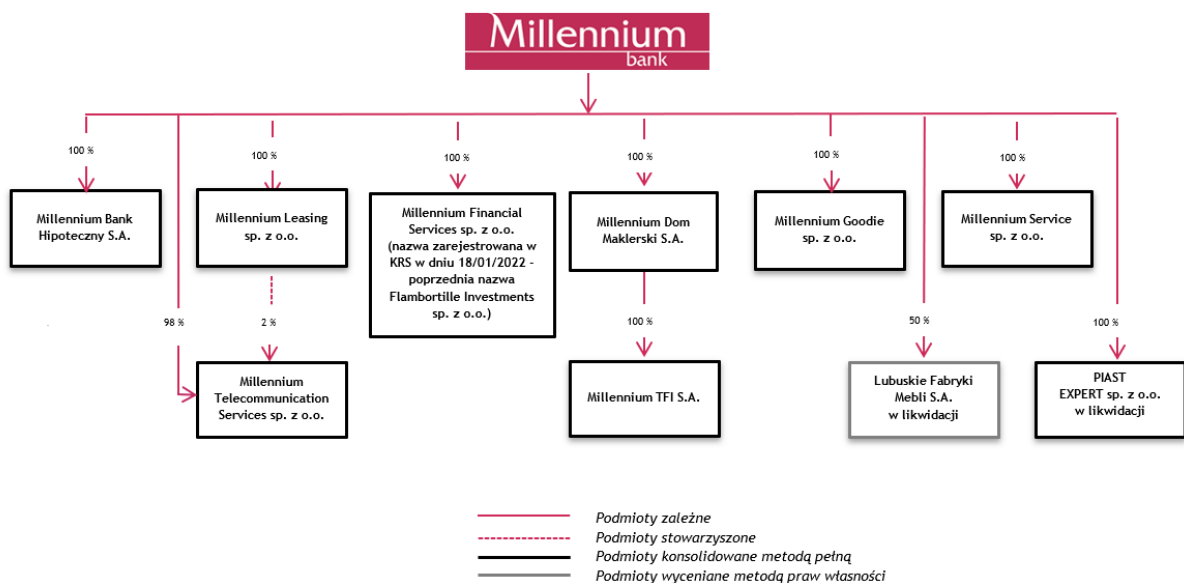 Millennium
bank
100 %
100 %
100 %
100 %
100 %
100 %
Millennium Bank
Hipoteczny S.A.
Millennium Leasing
sp. z o.o.
Millennium Financial
Services sp. z o.o.
(nazwa zarejestrowana w
KRS w dniu 18/01/2022 -
poprzednia nazwa
Flambortille Investments
sp. z o.o.)
Millennium Dom
Maklerski S.A.
Millennium Goodie
sp. z o.o.
Millennium Service
sp. z o.o.
98 %
2 %
100 %
50 %
100 %
Millennium
Telecommunication
Services sp. z o.o.
Millennium TFI S.A.
Lubuskie Fabryki
Mebli S.A.
w likwidacji
PIAST
EXPERT sp. z o.o.
w likwidacji
Podmioty zależne
Podmioty stowarzyszone
Podmioty konsolidowane metodą pełną
Podmioty wyceniane metodą praw własności